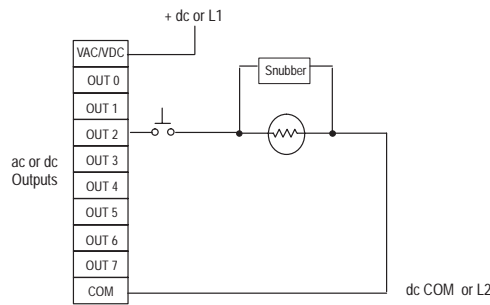 + dc or L1
VAC/VDC
OUT 0
OUT 1
OUT 2
OUT 3
OUT 4
OUT 5
OUT 6
OUT 7
COM
ac or dc
Outputs
Snubber
dc COM or L2